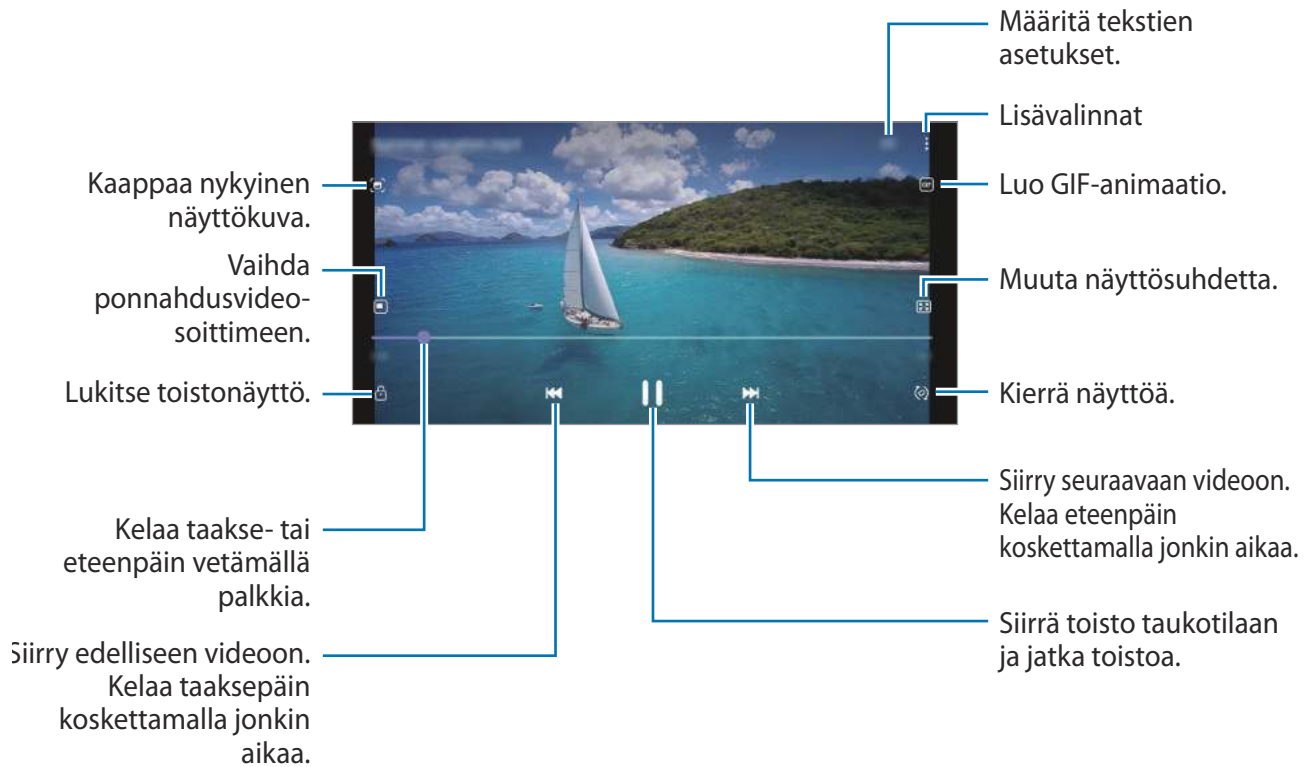 Määritä tekstien
asetukset.
Lisävalinnat
Kaappaa nykyinen
näyttökuva.
Luo GIF-animaatio.
Vaihda
ponnahdusvideo-
soittimeen.
Muuta näyttösuhdetta.
Lukitse toistonäyttö.
Kierrä näyttöä.
Siirry seuraavaan videoon.
Kelaa eteenpäin
koskettamalla jonkin aikaa.
Kelaa taakse- tai
eteenpäin vetämällä
palkkia.
Siirrä toisto taukotilaan
ja jatka toistoa.
Siirry edelliseen videoon.
Kelaa taaksepäin
koskettamalla jonkin
aikaa.
GIF